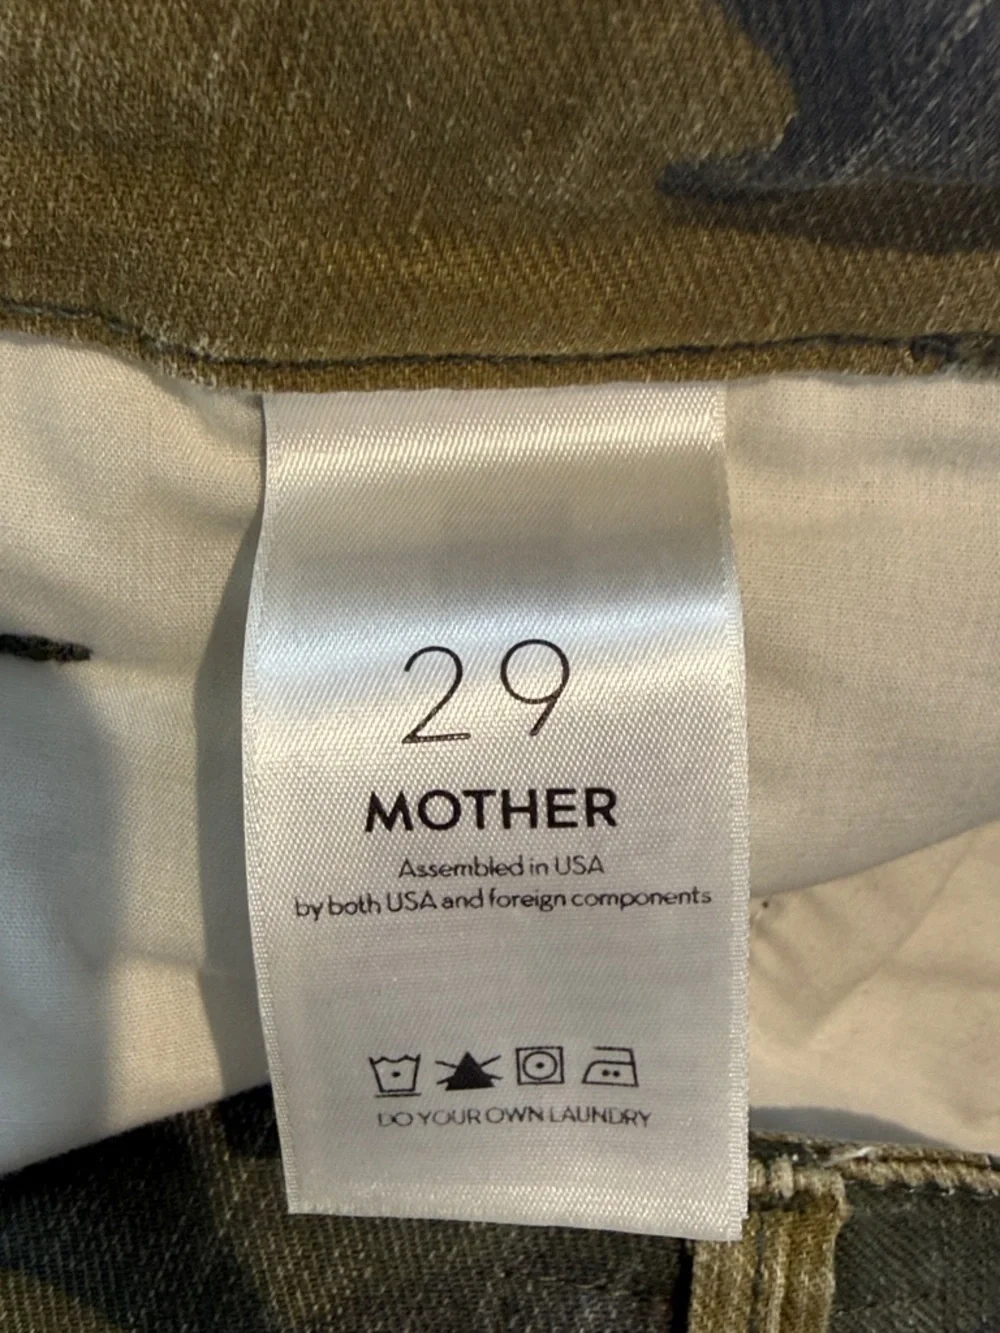 29
MOTHER
Assembled in USA
by both USA and foreign components
DO YOUR OWN LAUNDRY